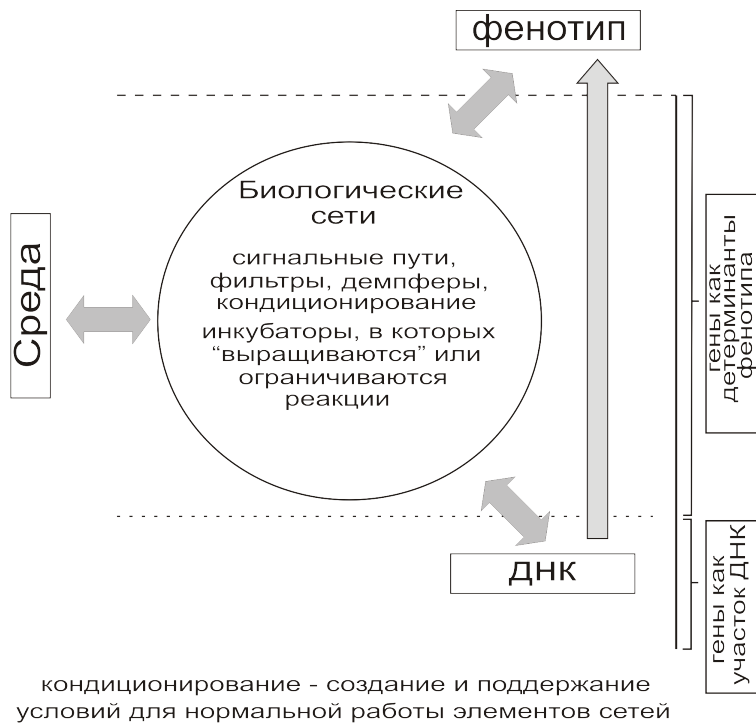 фенотип
Биологические
сети
сигнальные пути,
фильтры, демпферы,
кондиционирование
инкубаторы, в которых
“выращиваются” или
ограничиваются
реакции
Среда
гены как
детерминанты
фенотипа
ДНК
гены как
участок ДНК
кондиционирование - создание и поддержание
условий для нормальной работы элементов сетей